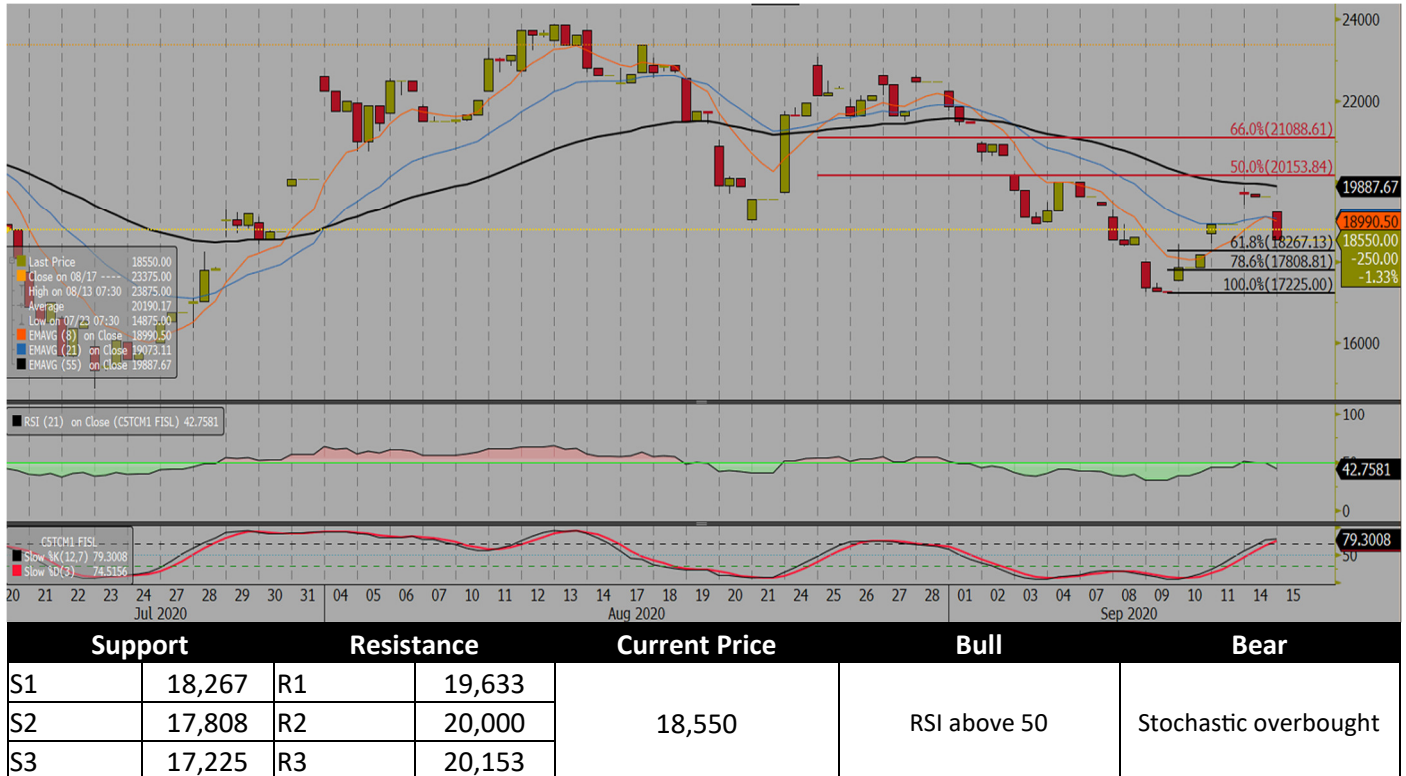 24000
22000
66.0%(21088.61)
50.0%(20153.84)
19887.67
18990.50
18550.00
-250.00
-1.33%
61.8%(18267.13)
78.6%(17808.81)
100.0%(17225.00)
16000
Last Price 18550.00
Close on 08/17 ---- 23375.00
High on 08/13 07:30 23875.00
Average 20190.17
Low on 07/23 07:30 14875.00
EMAVG (8) on Close 18990.50
EMAVG (21) on Close 19073.11
EMAVG (55) on Close 19887.67
RSI (21) on Close (C5TCM1 FISL) 42.7581
100
42.7581
0
C5TCM1 FISL
Slow %K(12,7) 79.3008
Slow %D(3) 74.5156
79.3008
50
20 21 22 23 24 27 28 29 30 31 04 05 06 07 10 11 12 13 14 17 18 19 20 21 24 25 26 27 28 01 02 03 04 07 08 09 10 11 14 15
Jul 2020 Aug 2020 Sep 2020
Support Resistance Current Price Bull Bear
S1 18,267 R1 19,633
S2 17,808 R2 20,000 18,550 RSI above 50 Stochastic overbought
S3 17,225 R3 20,153